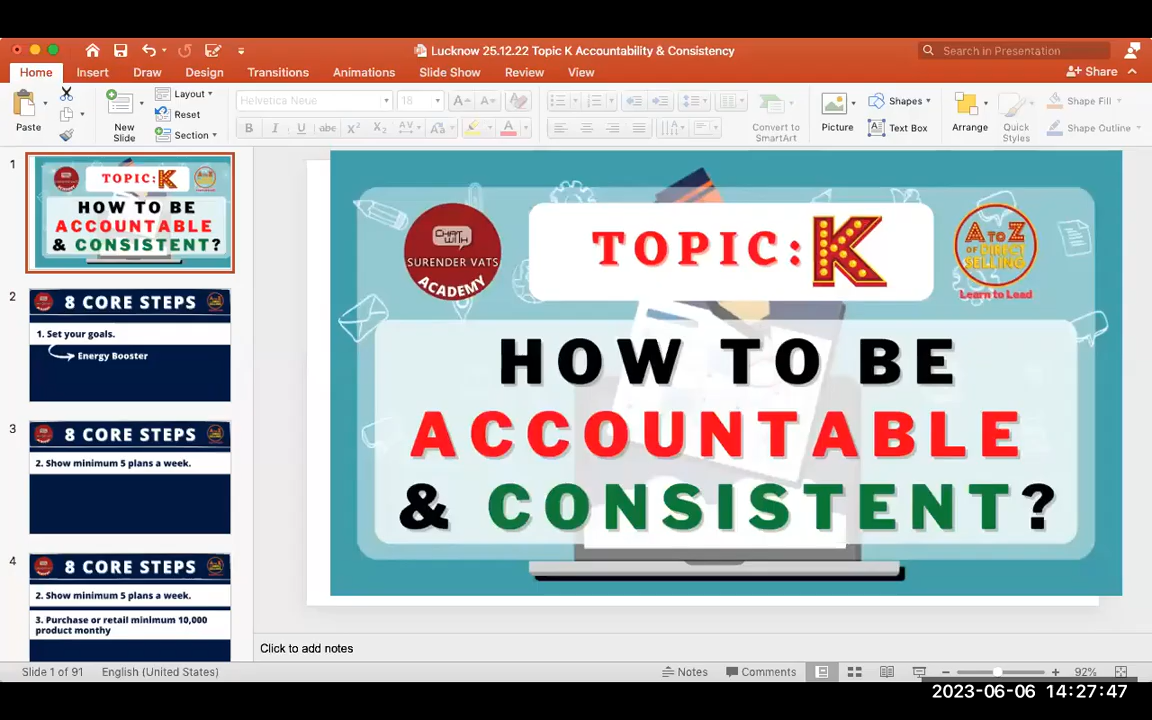 Lucknow 25.12.22 Topic K Accountability & Consistency
Search in Presentation
Home Insert Draw Design Transitions Animations Slide Show Review View
Share
Paste
New Slide
Layout
Reset
Section
Helvetica Neue
18
Convert to SmartArt
Picture
Shapes
Text Box
Arrange
Quick Styles
Shape Fill
Shape Outline
1
TOPIC:K
HOW TO BE
ACCOUNTABLE
& CONSISTENT?
2
8 CORE STEPS
1. Set your goals.
Energy Booster
3
8 CORE STEPS
2. Show minimum 5 plans a week.
4
8 CORE STEPS
2. Show minimum 5 plans a week.
3. Purchase or retail minimum 10,000
product monthy
CHAT WITH
SURENDER VATS
ACADEMY
TOPIC:K
A TO Z
OF DIRECT
SELLING
Learn to Lead
HOW TO BE
ACCOUNTABLE
& CONSISTENT?
Click to add notes
Slide 1 of 91 English (United States) Notes Comments 92%
2023-06-06 14:27:47